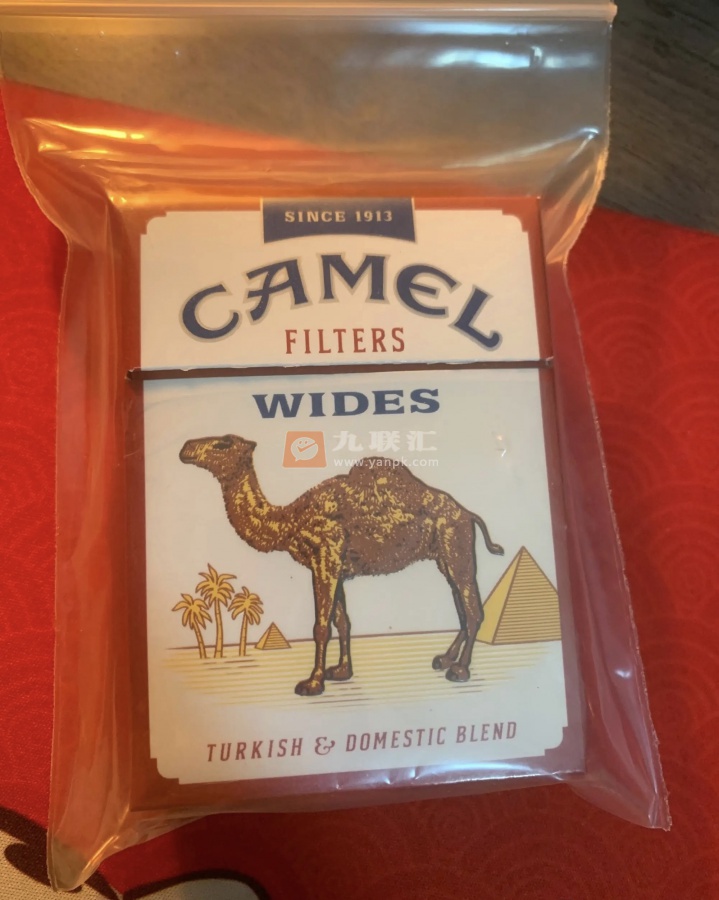 SINCE 1913
CAMEL
FILTERS
WIDES
九联汇
www.yanpk.com
TURKISH & DOMESTIC BLEND